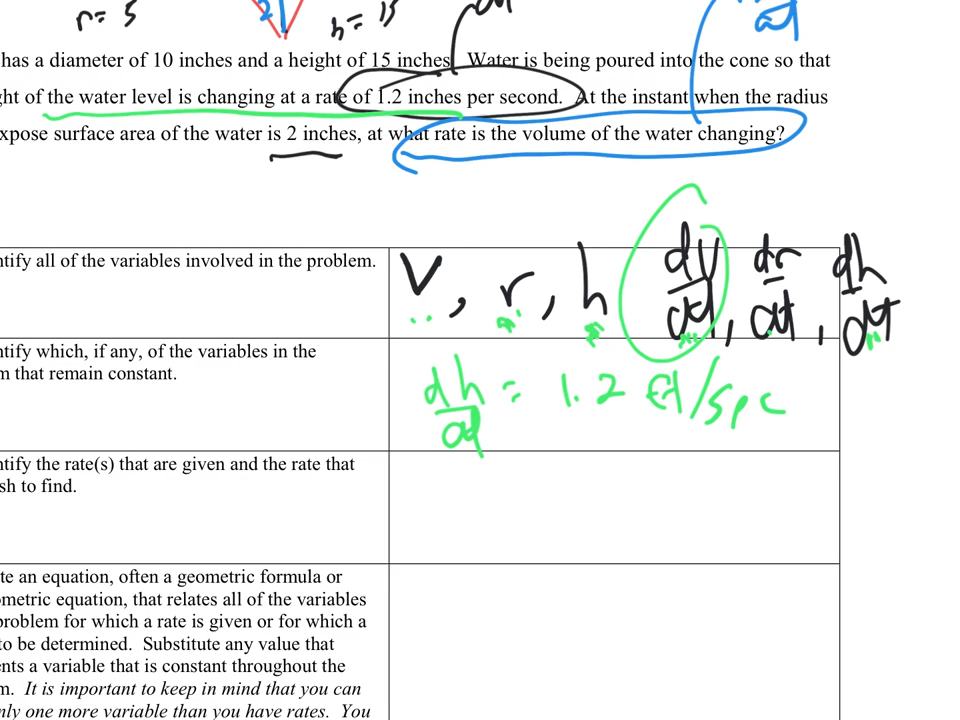 r= 5
2
h= 15
has a diameter of 10 inches and a height of 15 inches. Water is being poured into the cone so that
ght of the water level is changing at a rate of 1.2 inches per second. At the instant when the radius
xpose surface area of the water is 2 inches, at what rate is the volume of the water changing?
ntify all of the variables involved in the problem.
V, r, h dV/dt, dr/dt, dh/dt
ntify which, if any, of the variables in the
m that remain constant.
dh/dt = 1.2 /sec
ntify the rate(s) that are given and the rate that
sh to find.
te an equation, often a geometric formula or
ometric equation, that relates all of the variables
problem for which a rate is given or for which a
to be determined. Substitute any value that
ents a variable that is constant throughout the
m. It is important to keep in mind that you can
nly one more variable than you have rates. You